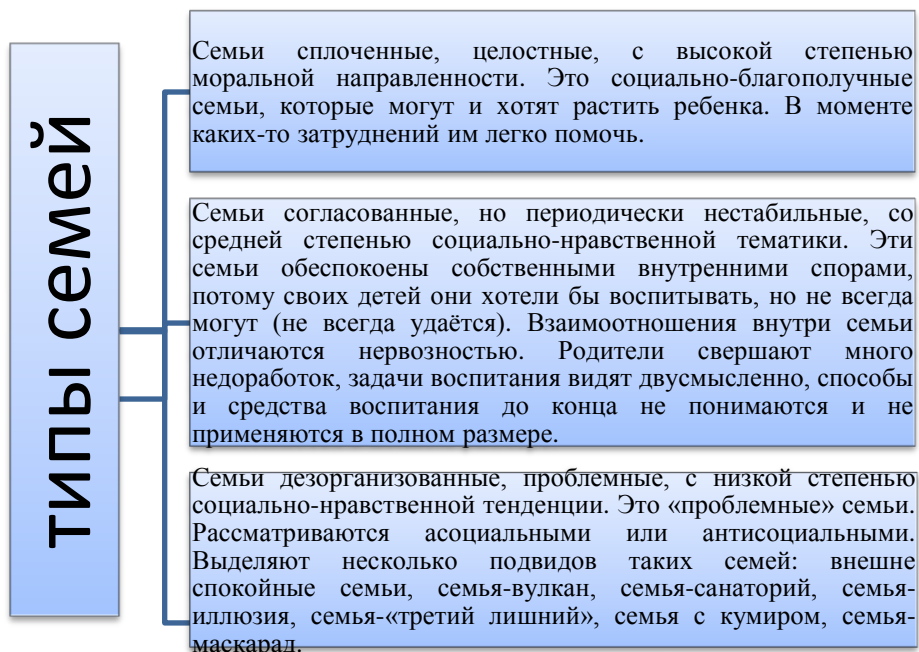 типы семей
Семьи сплоченные, целостные, с высокой степенью
моральной направленности. Это социально-благополучные
семьи, которые могут и хотят растить ребенка. В моменте
каких-то затруднений им легко помочь.
Семьи согласованные, но периодически нестабильные, со
средней степенью социально-нравственной тематики. Эти
семьи обеспокоены собственными внутренними спорами,
потому своих детей они хотели бы воспитывать, но не всегда
могут (не всегда удаётся). Взаимоотношения внутри семьи
отличаются нервозностью. Родители свершают много
недоработок, задачи воспитания видят двусмысленно, способы
и средства воспитания до конца не понимаются и не
применяются в полном размере.
Семьи дезорганизованные, проблемные, с низкой степенью
социально-нравственной тенденции. Это «проблемные» семьи.
Рассматриваются асоциальными или антисоциальными.
Выделяют несколько подвидов таких семей: внешне
спокойные семьи, семья-вулкан, семья-санаторий, семья-
иллюзия, семья-«третий лишний», семья с кумиром, семья-
маскарад.